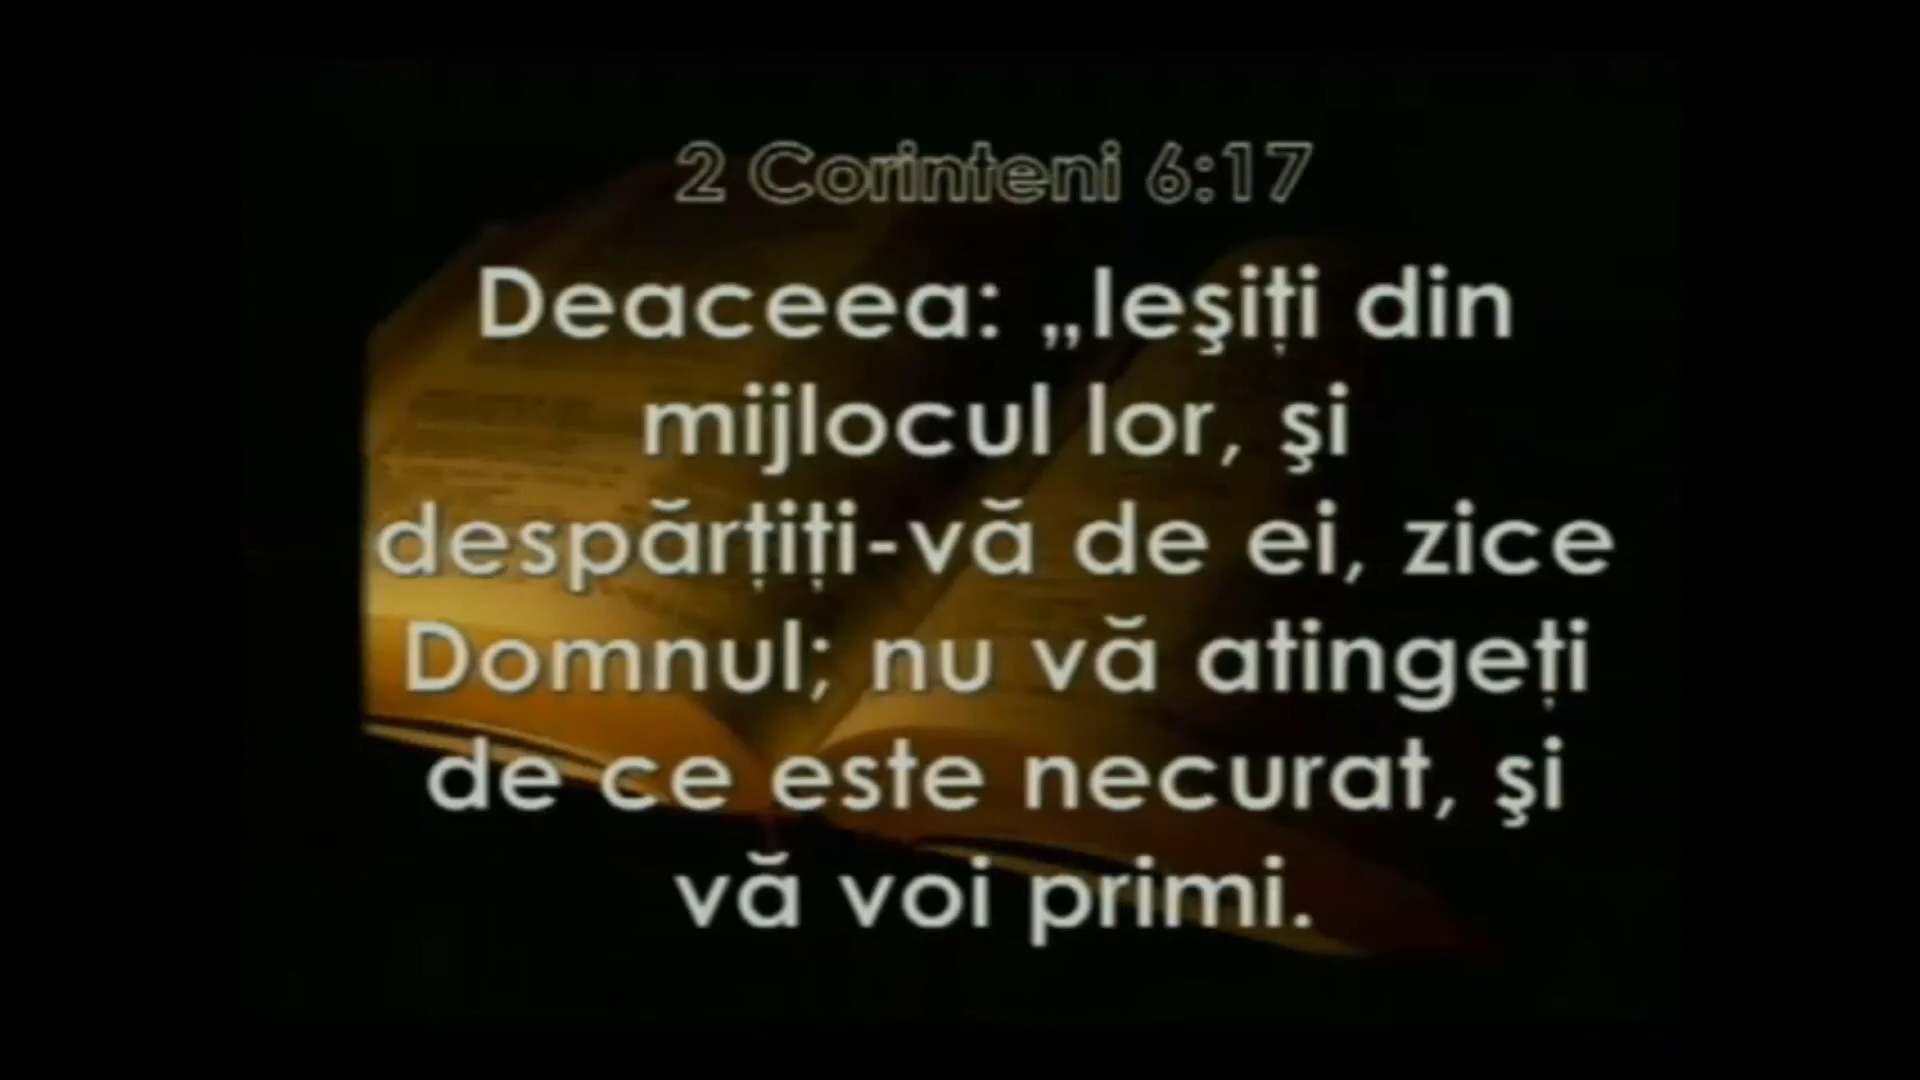 2 Corinteni 6:17
Deaceea: „Ieşiţi din
mijlocul lor, şi
despărţiţi-vă de ei, zice
Domnul; nu vă atingeţi
de ce este necurat, şi
vă voi primi.